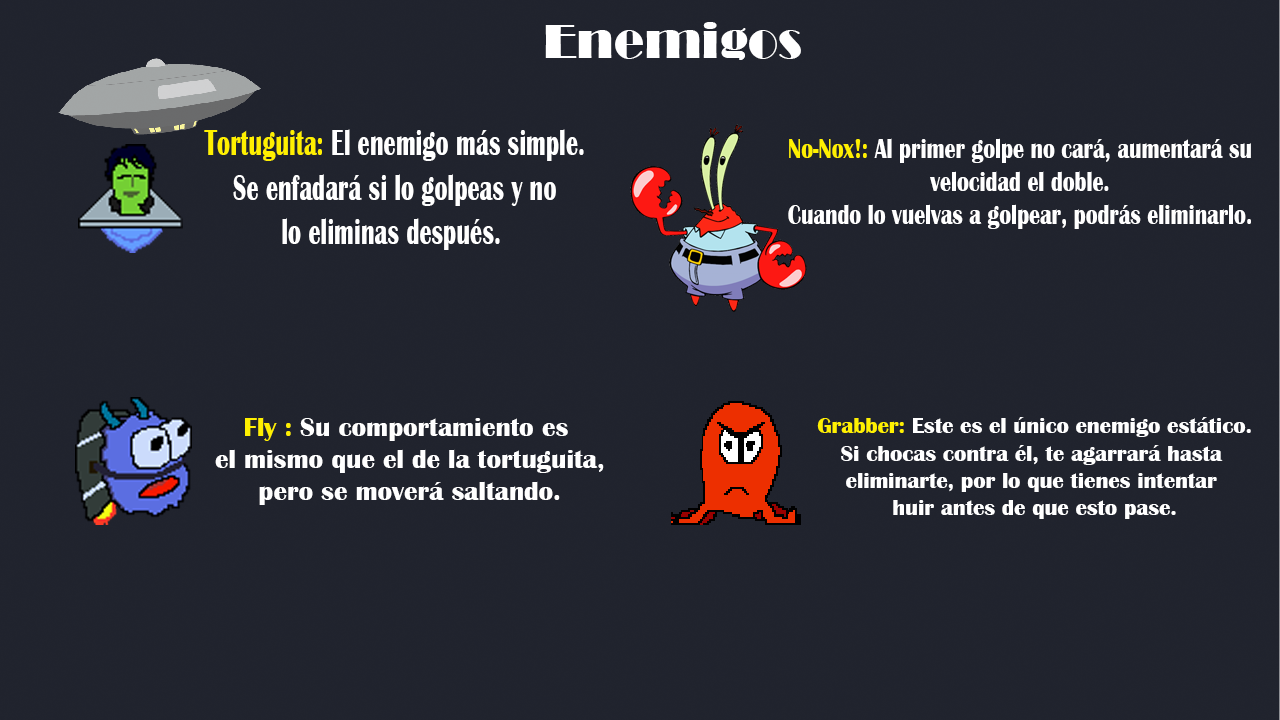 Enemigos
Tortuguita: El enemigo más simple.
Se enfadará si lo golpeas y no
lo eliminas después.
No-Nox!: Al primer golpe no cará, aumentará su
velocidad el doble.
Cuando lo vuelvas a golpear, podrás eliminarlo.
Fly : Su comportamiento es
el mismo que el de la tortuguita,
pero se moverá saltando.
Grabber: Este es el único enemigo estático.
Si chocas contra él, te agarrará hasta
eliminarte, por lo que tienes intentar
huir antes de que esto pase.